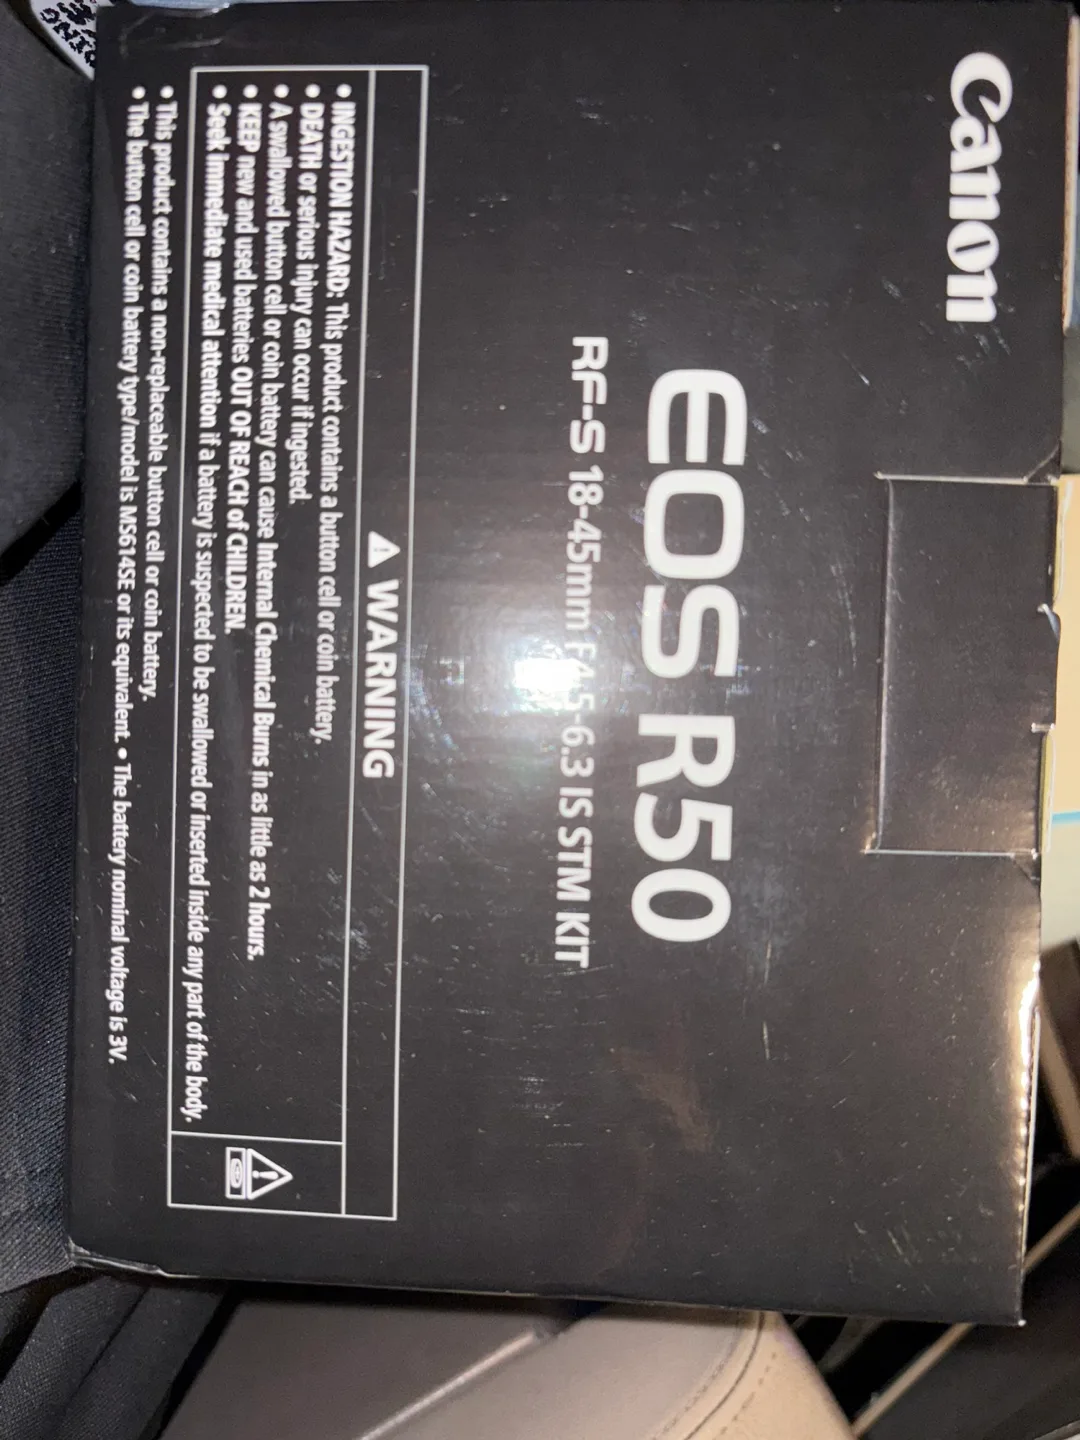 Canon
EOS R50
RF-S 18-45mm F4.5-6.3 IS STM KIT
⚠ WARNING
• INGESTION HAZARD: This product contains a button cell or coin battery.
• DEATH or serious injury can occur if ingested.
• A swallowed button cell or coin battery can cause Internal Chemical Burns in as little as 2 hours.
• KEEP new and used batteries OUT OF REACH of CHILDREN.
• Seek immediate medical attention if a battery is suspected to be swallowed or inserted inside any part of the body.
• This product contains a non-replaceable button cell or coin battery.
• The button cell or coin battery type/model is MS614SE or its equivalent. • The battery nominal voltage is 3V.